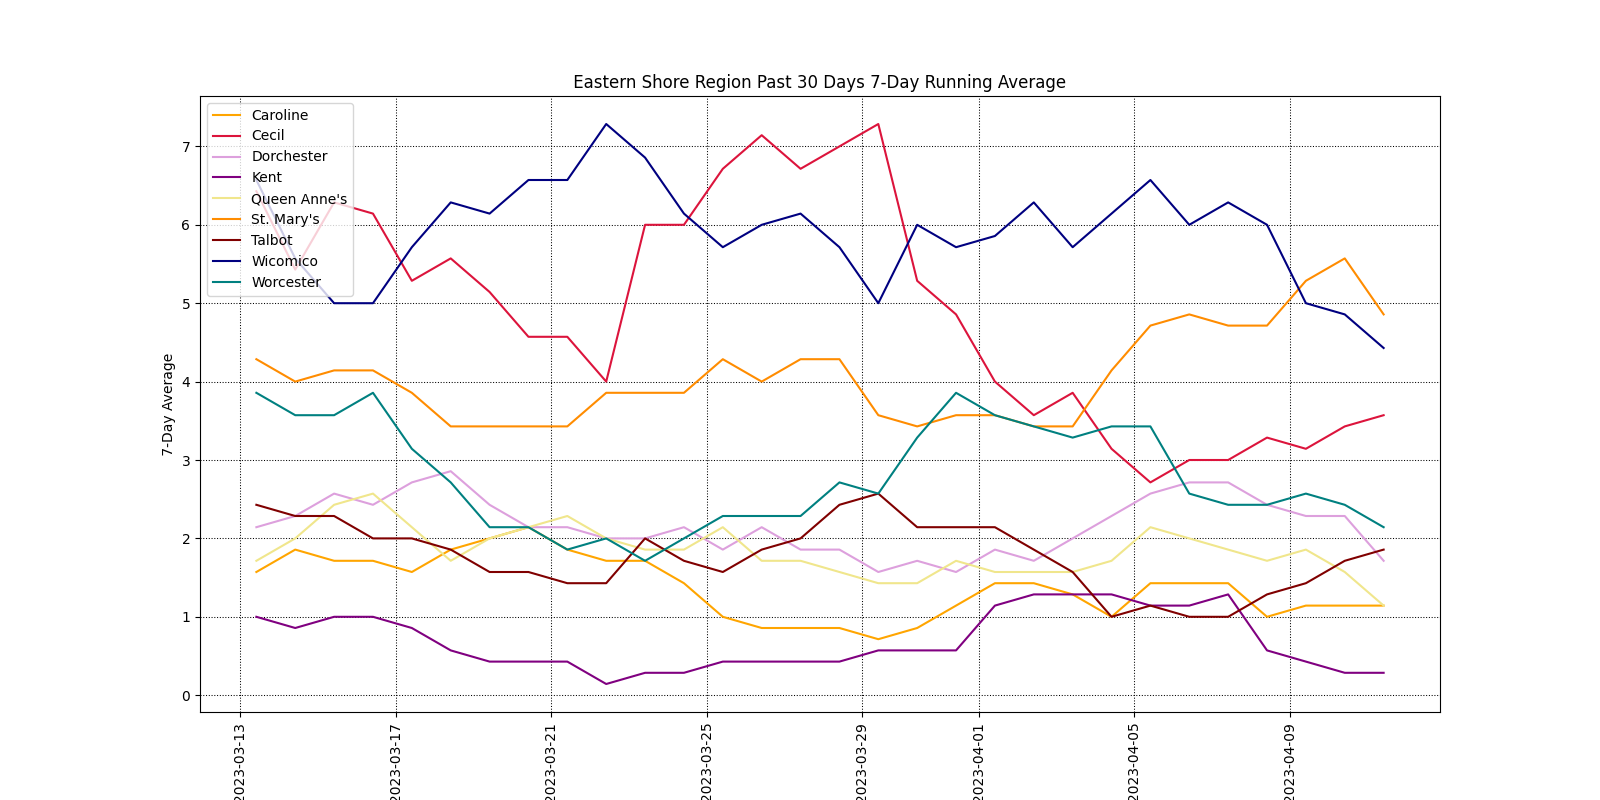 Eastern Shore Region Past 30 Days 7-Day Running Average
Caroline
Cecil
Dorchester
Kent
Queen Anne's
St. Mary's
Talbot
Wicomico
Worcester
7-Day Average
7
6
5
4
3
2
1
0
2023-03-13
2023-03-17
2023-03-21
2023-03-25
2023-03-29
2023-04-01
2023-04-05
2023-04-09